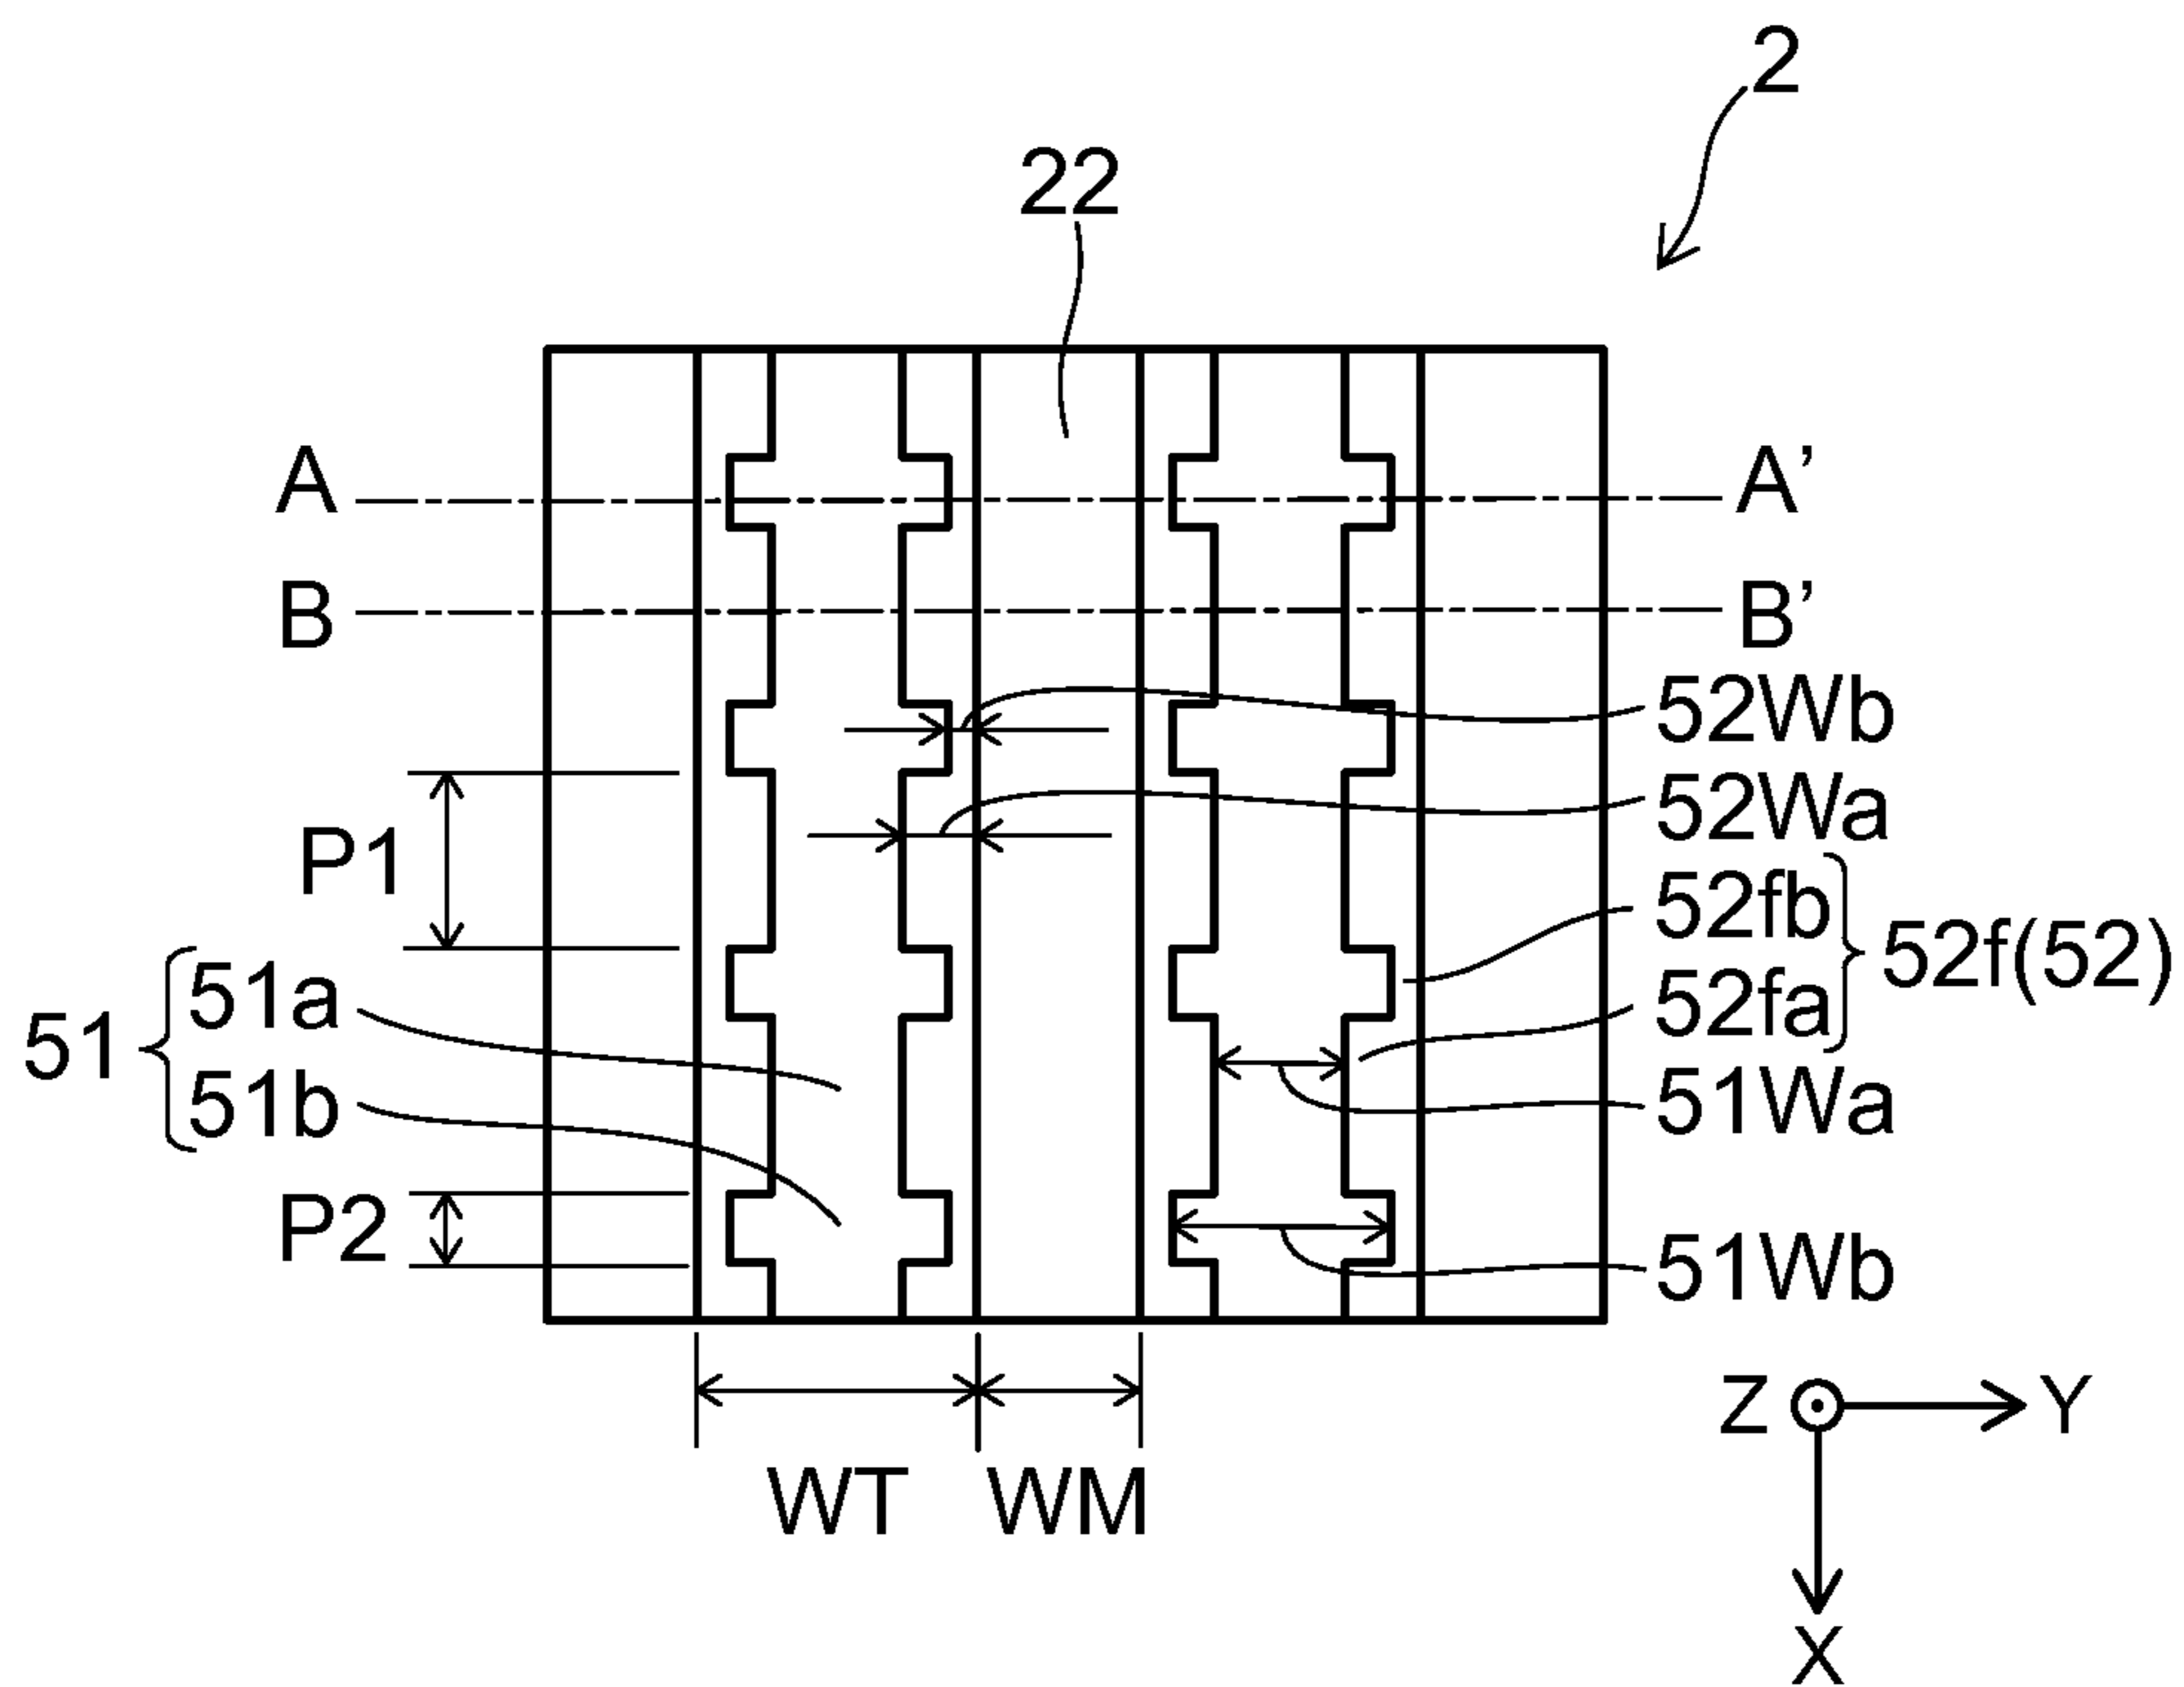 2
22
A A’
B B’
52Wb
52Wa
P1
52fb
52f(52)
51a
52fa
51
51b
51Wa
P2
51Wb
Z Y
WT WM
X